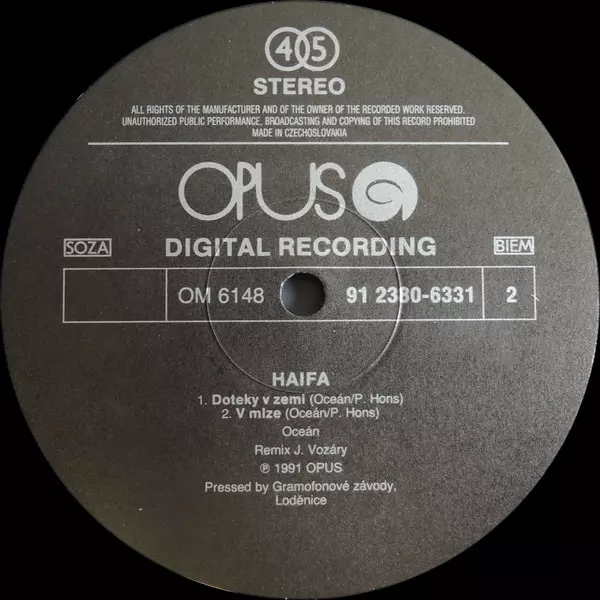 45
STEREO
ALL RIGHTS OF THE MANUFACTURER AND OF THE OWNER OF THE RECORDED WORK RESERVED.
UNAUTHORIZED PUBLIC PERFORMANCE, BROADCASTING AND COPYING OF THIS RECORD PROHIBITED
MADE IN CZECHOSLOVAKIA
OPUS
SOZA DIGITAL RECORDING BIEM
OM 6148 91 2380-6331 2
HAIFA
1. Doteky v zemi (Oceán/P. Hons)
2. V mlze (Oceán/P. Hons)
Oceán
Remix J. Vozáry
℗ 1991 OPUS
Pressed by Gramofonové závody,
Loděnice